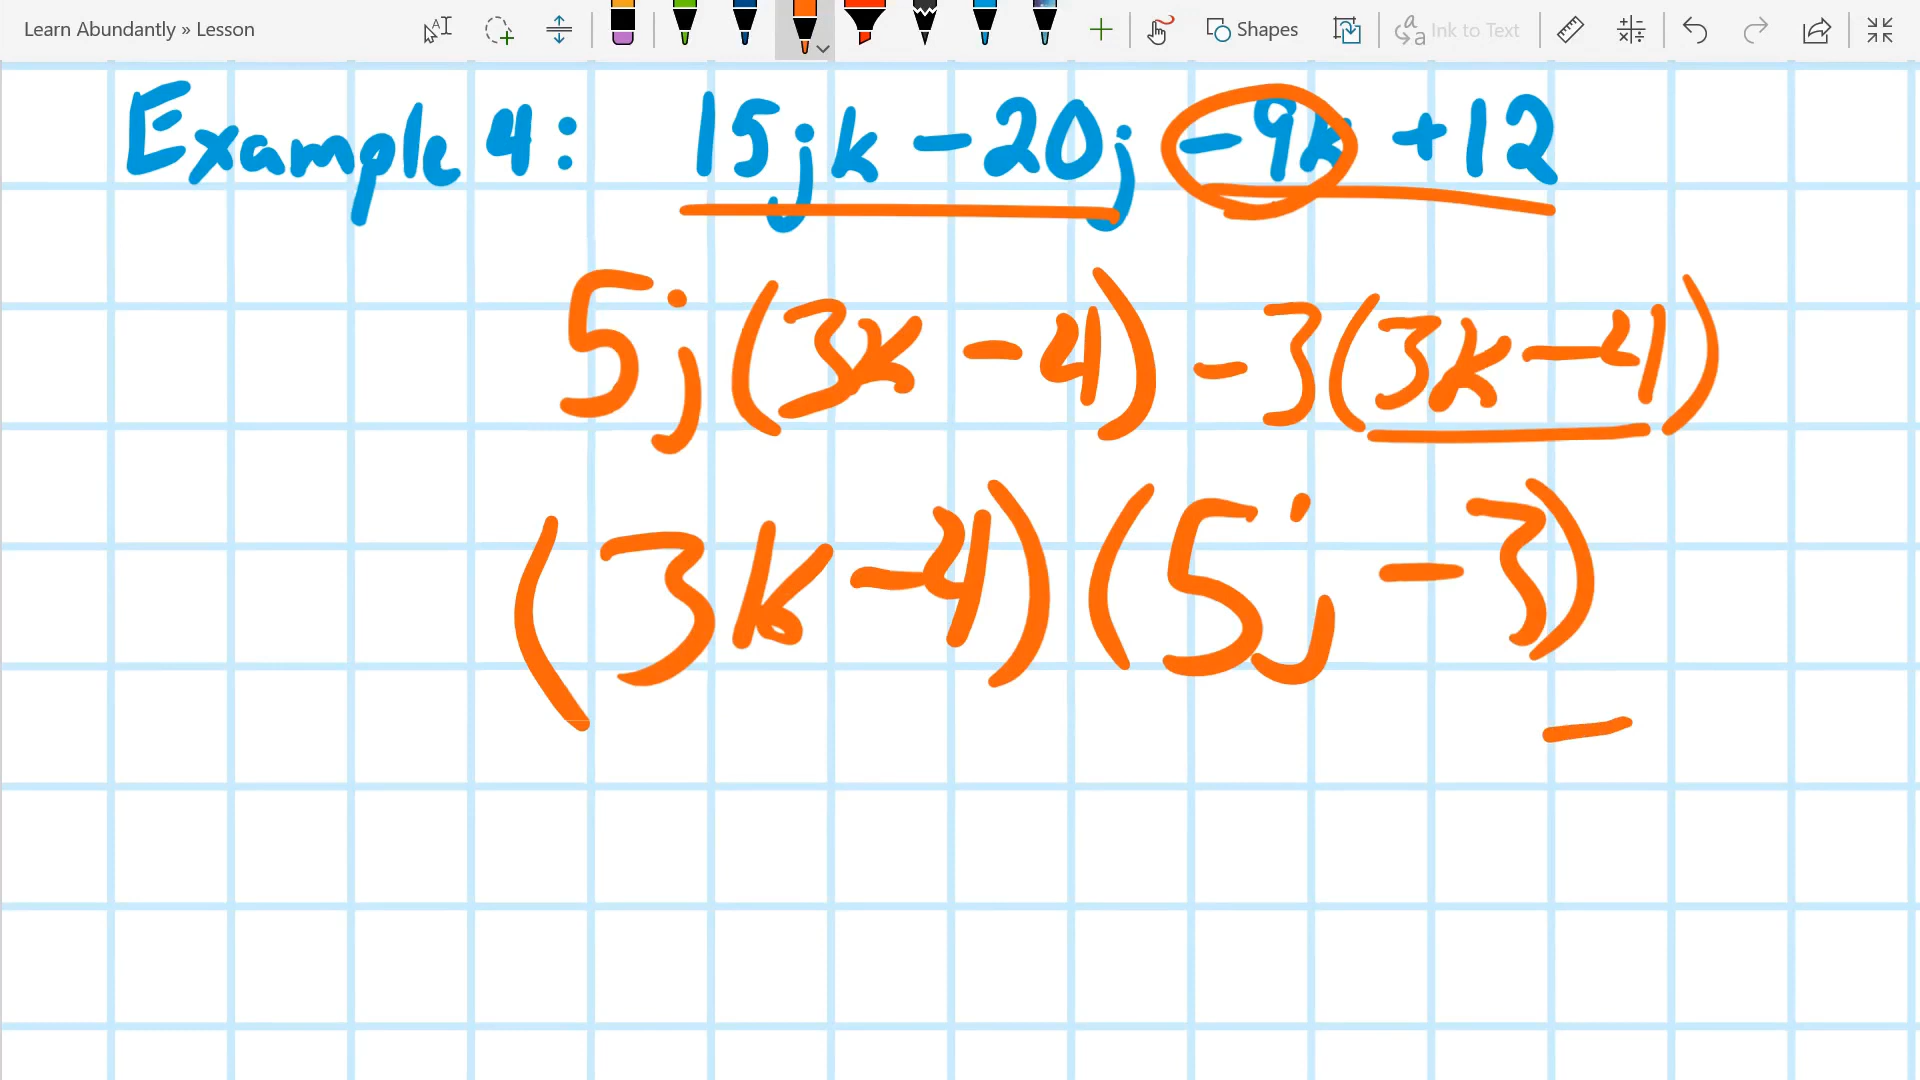 Learn Abundantly » Lesson
Shapes
Ink to Text
Example 4: 15jk - 20j - 9k + 12
5j(3k - 4) - 3(3k - 4)
(3k - 4)(5j - 3)